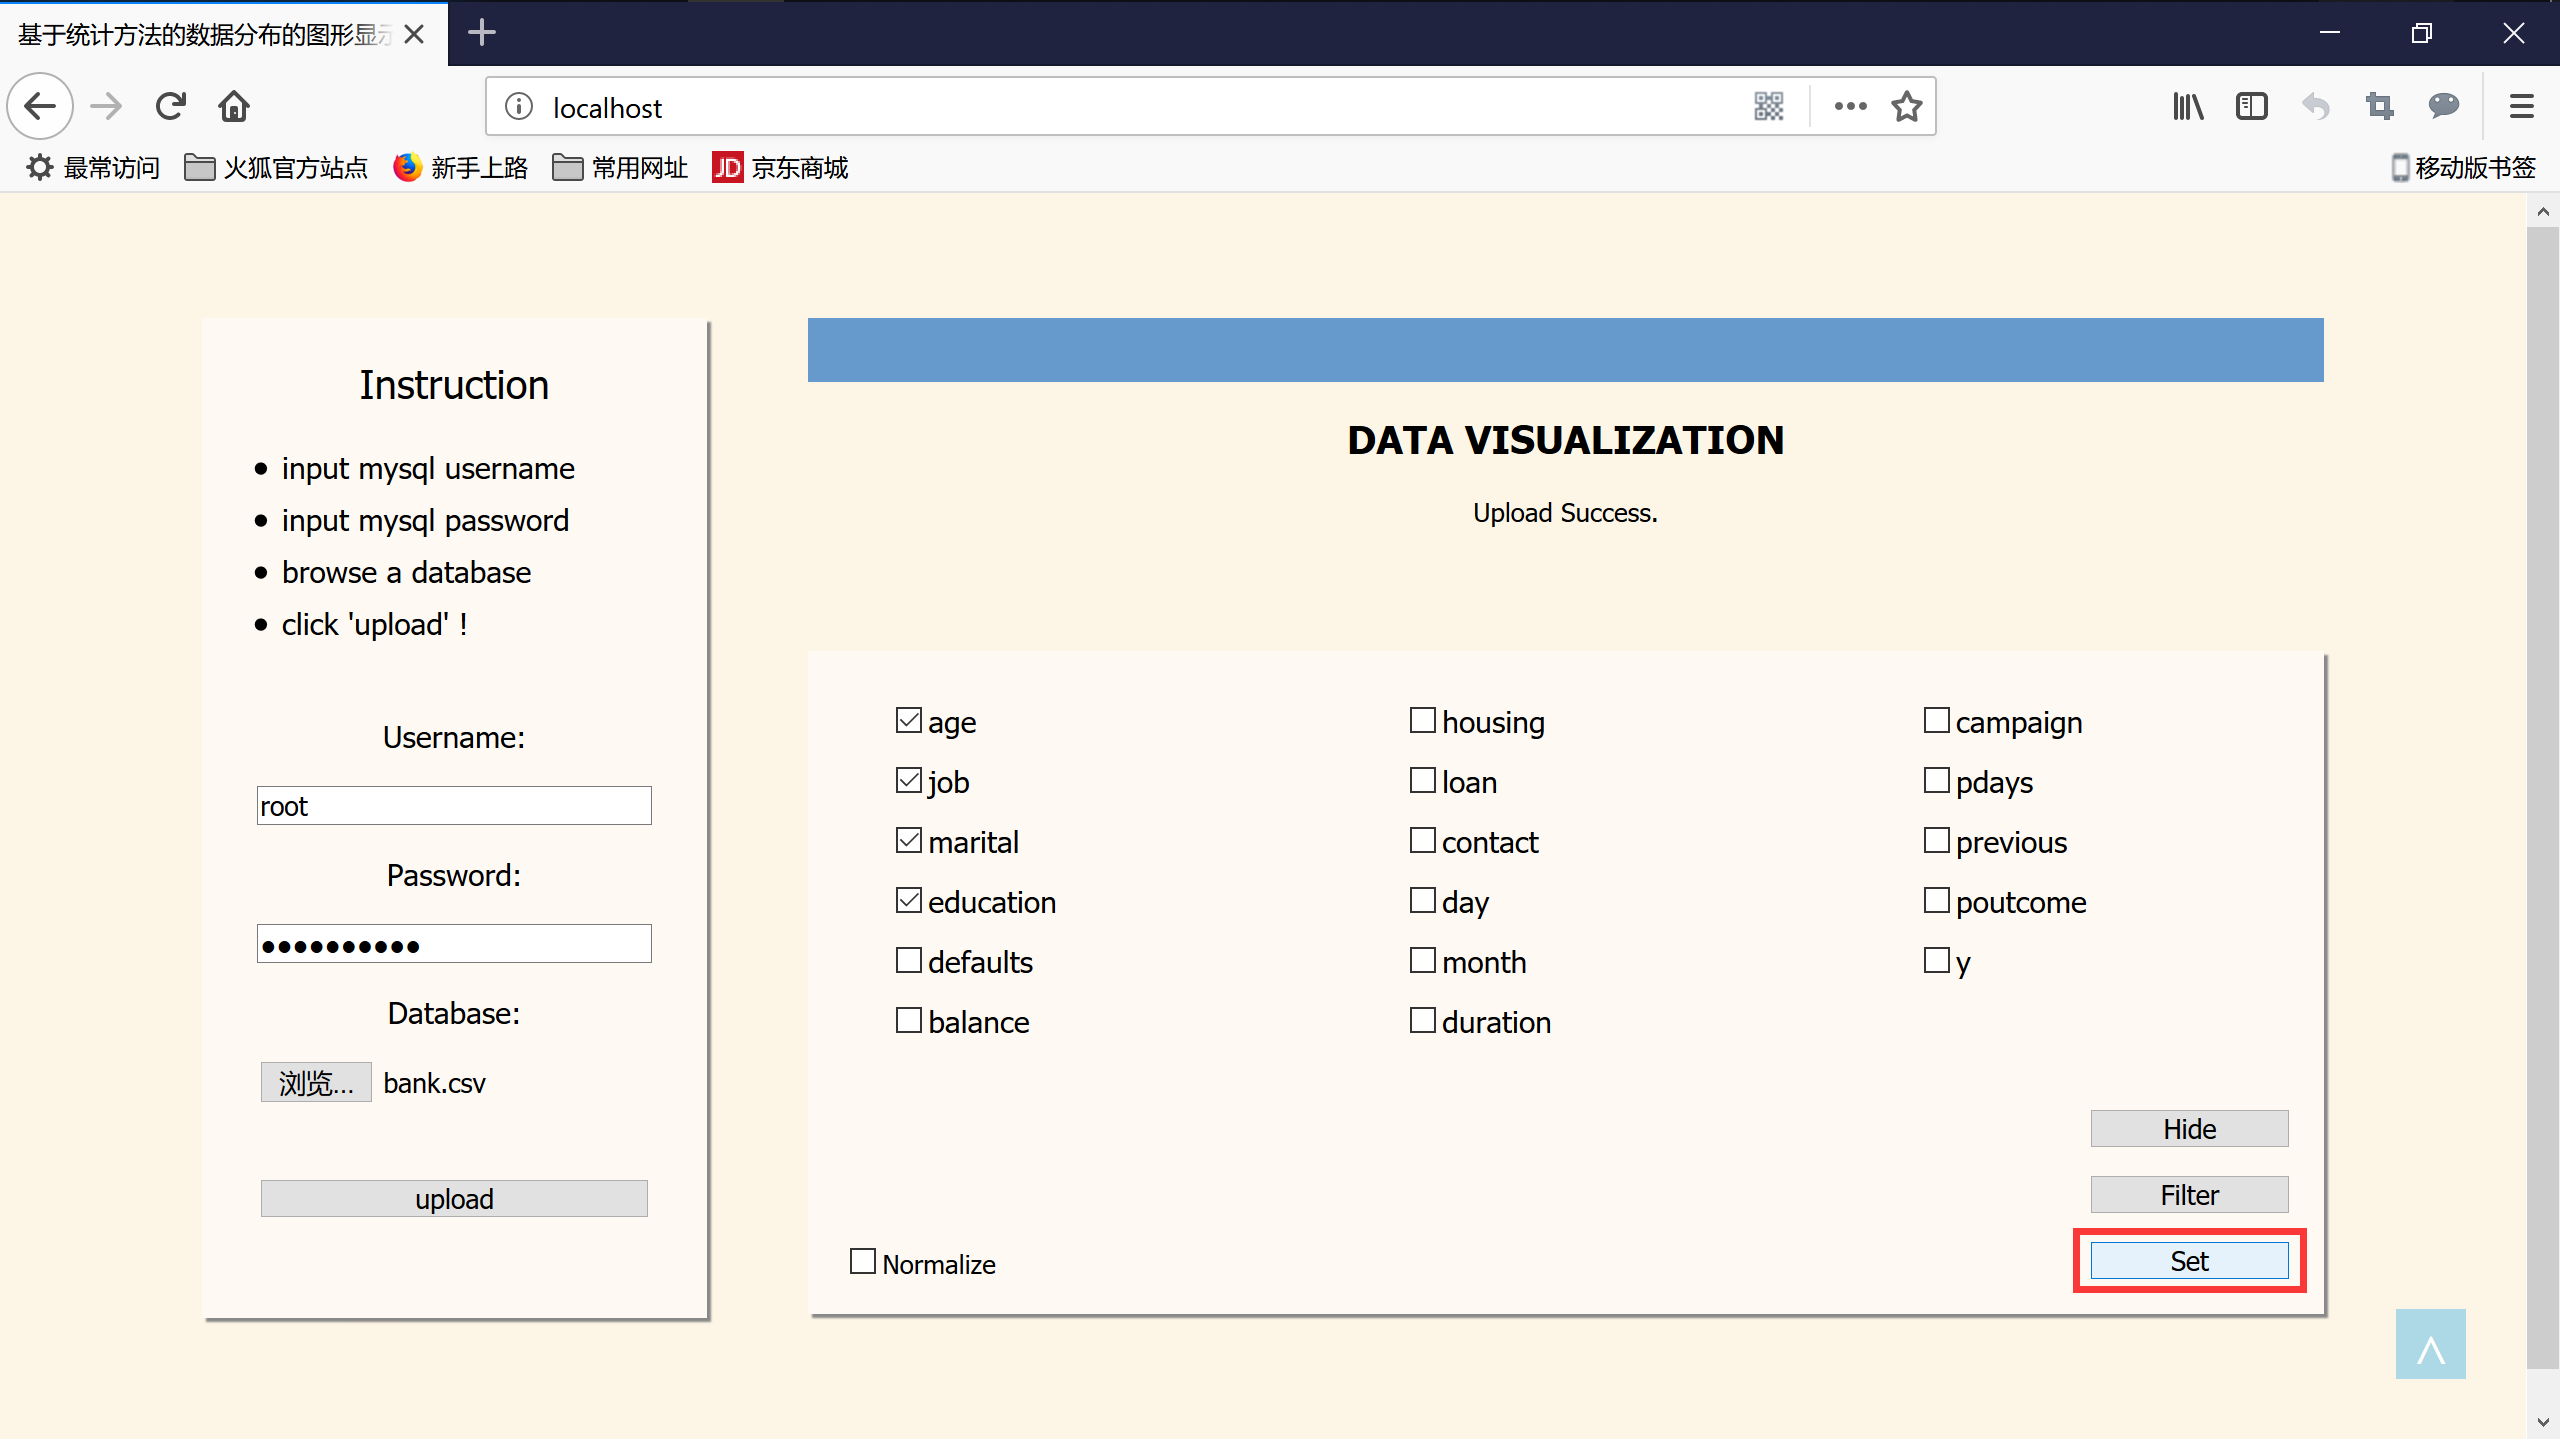 基于统计方法的数据分布的图形显示
localhost
最常访问 火狐官方站点 新手上路 常用网址 JD 京东商城 移动版书签
Instruction
input mysql username
input mysql password
browse a database
click 'upload' !
Username:
root
Password:
Database:
浏览... bank.csv
upload
DATA VISUALIZATION
Upload Success.
age housing campaign
job loan pdays
marital contact previous
education day poutcome
defaults month y
balance duration
Hide
Filter
Normalize Set